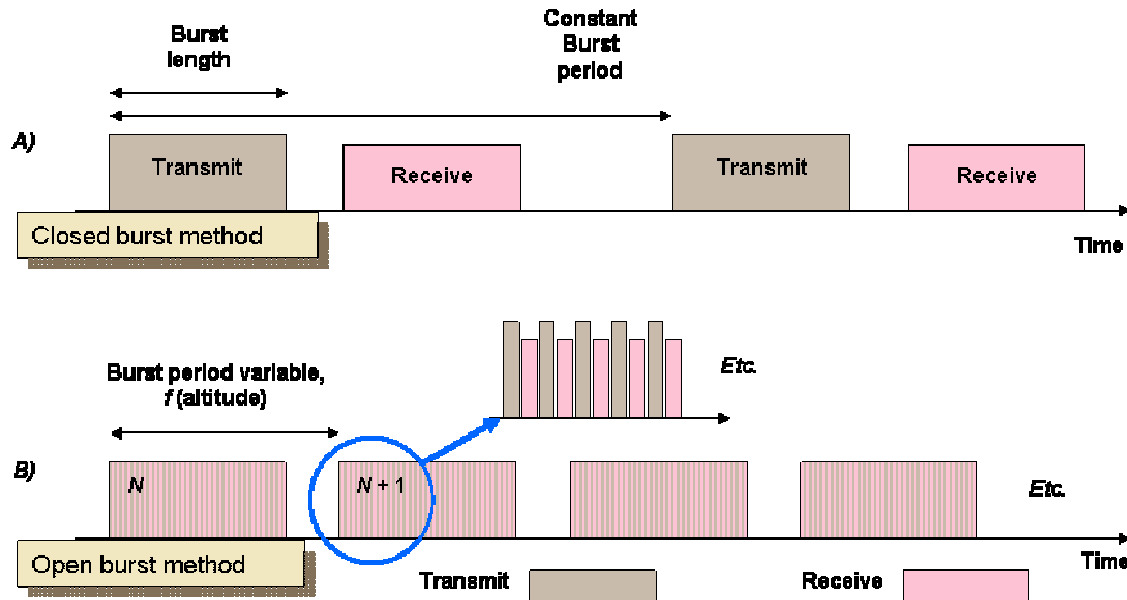 Burst
length
Constant
Burst
period
A)
Transmit
Receive
Transmit
Receive
Closed burst method
Time
Burst period variable,
f (altitude)
Etc.
B)
N
N + 1
Etc.
Open burst method
Time
Transmit
Receive